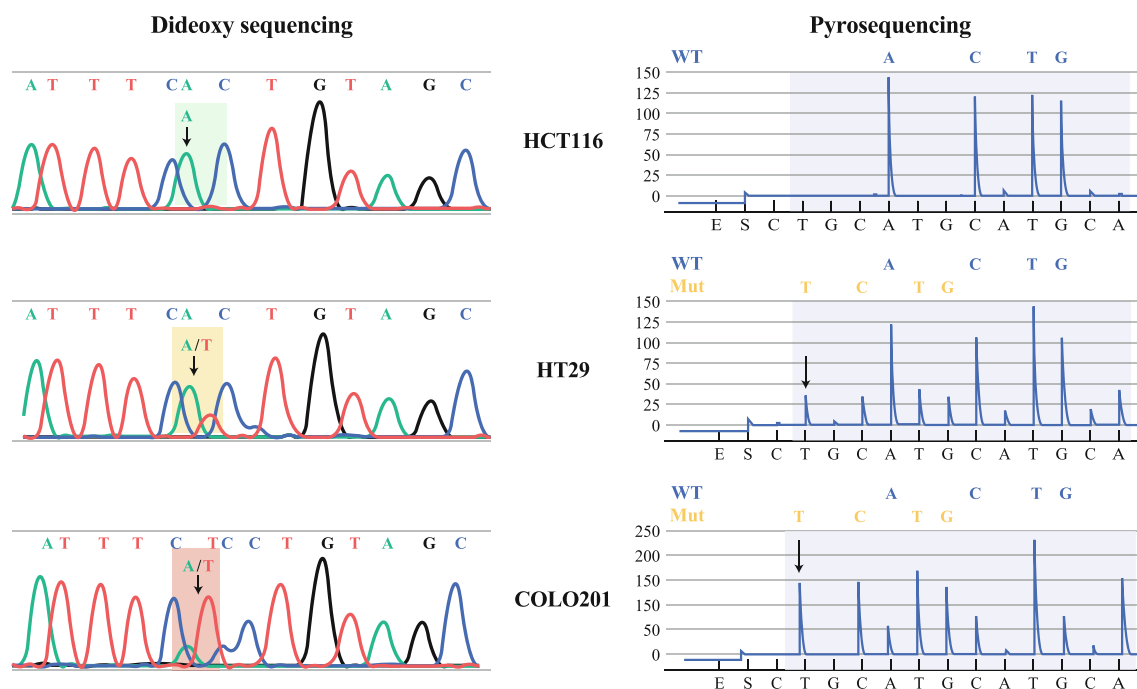 Dideoxy sequencing
Pyrosequencing
A T T T C A C T G T A G C
A
HCT116
WT A C T G
150
125
100
75
50
25
0
E S C T G C A T G C A T G C A
A T T T C A C T G T A G C
A/T
HT29
WT A C T G
Mut T C T G
150
125
100
75
50
25
0
E S C T G C A T G C A T G C A
A T T T C T C C T G T A G C
A/T
COLO201
WT A C T G
Mut T C T G
250
200
150
100
50
0
E S C T G C A T G C A T G C A